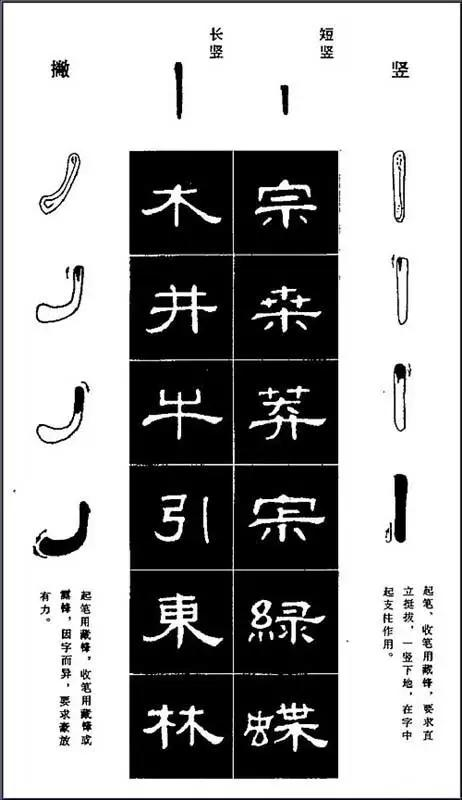 竖
起笔、收笔用藏锋，要求直
立挺拔，一竖下地，在字中
起支柱作用。
短竖
宗桒莽宋緑蝶
长竖
木井牛引東林
撇
起笔用藏锋，收笔用藏锋或
露锋，因字而异，要求豪放
有力。